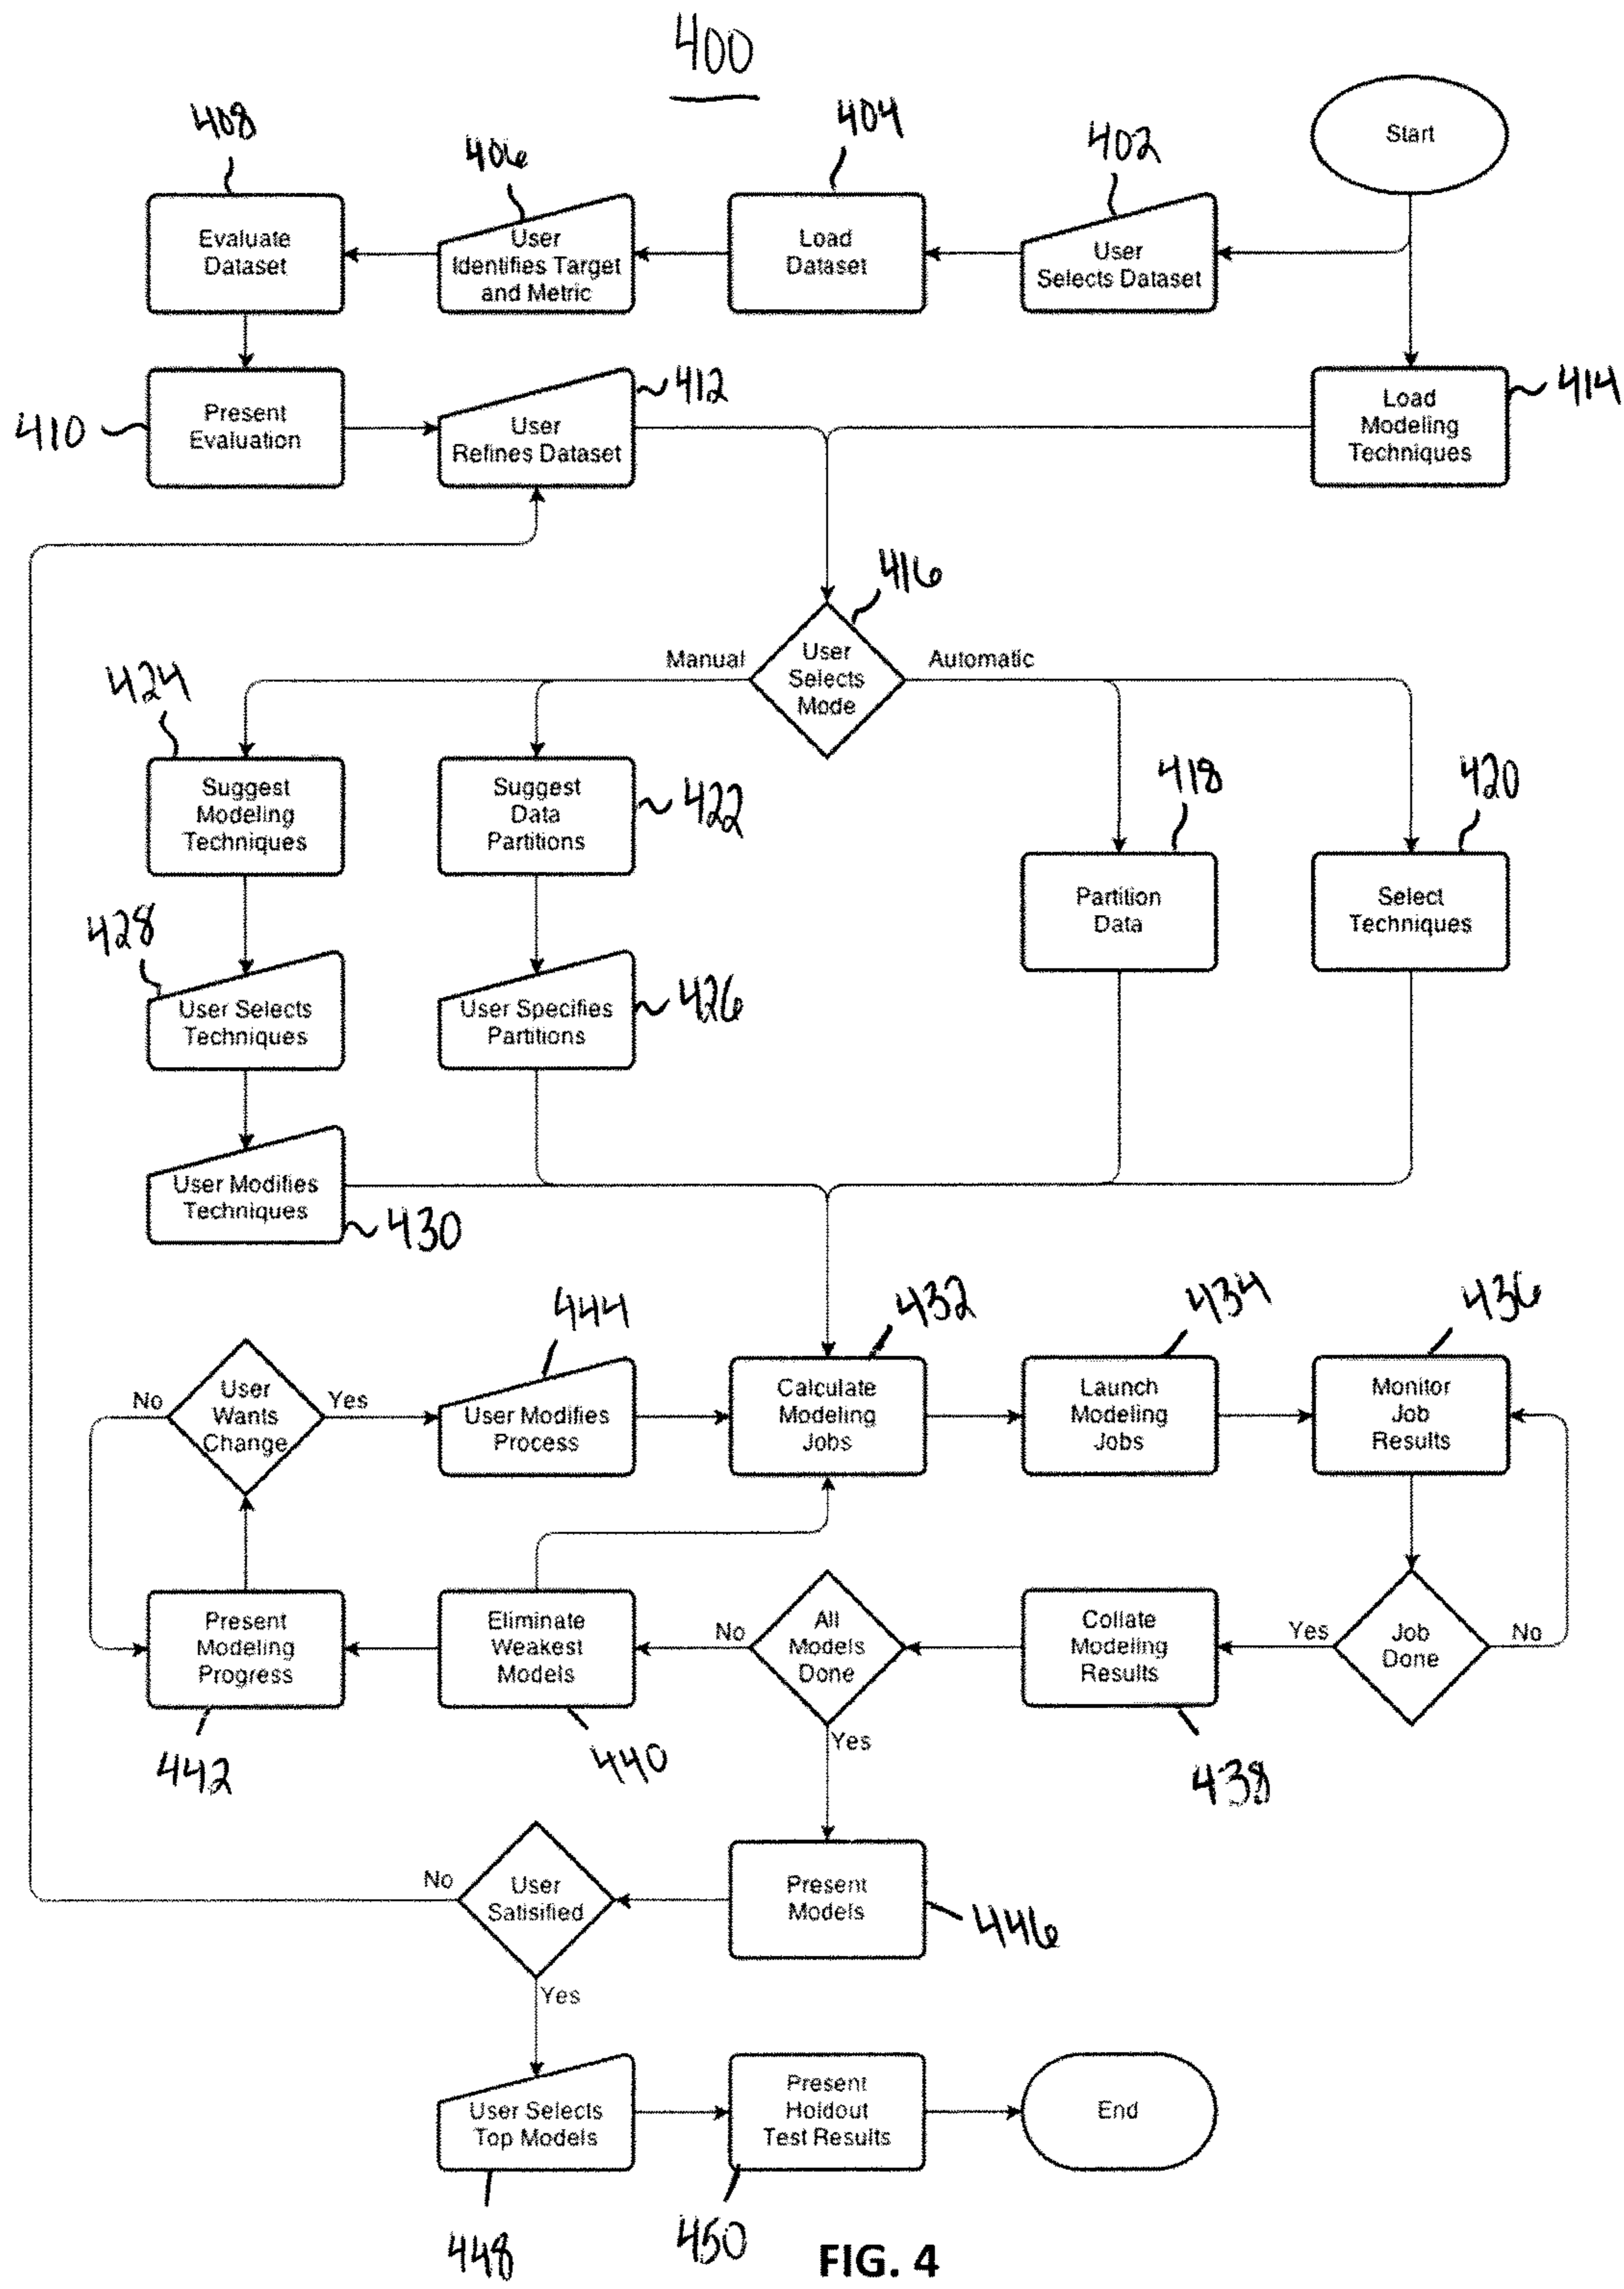 400
408
406
404
402
Start
Evaluate
Dataset
User
Identifies Target
and Metric
Load
Dataset
User
Selects Dataset
410
Present
Evaluation
User
Refines Dataset
412
Load
Modeling
Techniques
414
416
Manual
User
Selects
Mode
Automatic
424
Suggest
Modeling
Techniques
Suggest
Data
Partitions
422
418
420
Partition
Data
Select
Techniques
428
User Selects
Techniques
User Specifies
Partitions
426
User Modifies
Techniques
430
444
432
434
436
No
User
Wants
Change
Yes
User Modifies
Process
Calculate
Modeling
Jobs
Launch
Modeling
Jobs
Monitor
Job
Results
Present
Modeling
Progress
Eliminate
Weakest
Models
No
All
Models
Done
Collate
Modeling
Results
Yes
Job
Done
No
442
440
Yes
438
No
User
Satisified
Present
Models
446
Yes
User Selects
Top Models
Present
Holdout
Test Results
End
448
450
FIG. 4